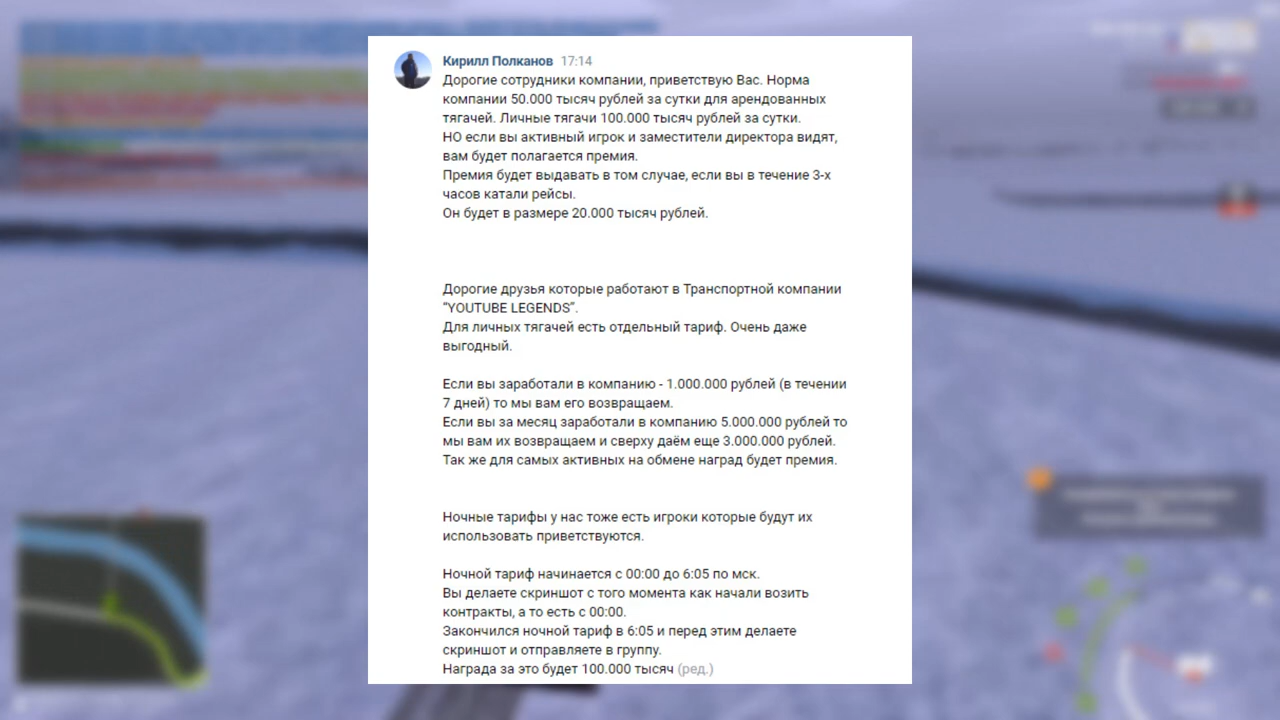 Кирилл Полканов 17:14
Дорогие сотрудники компании, приветствую Вас. Норма
компании 50.000 тысяч рублей за сутки для арендованных
тягачей. Личные тягачи 100.000 тысяч рублей за сутки.
НО если вы активный игрок и заместители директора видят,
вам будет полагается премия.
Премия будет выдавать в том случае, если вы в течение 3-х
часов катали рейсы.
Он будет в размере 20.000 тысяч рублей.
Дорогие друзья которые работают в Транспортной компании
“YOUTUBE LEGENDS”.
Для личных тягачей есть отдельный тариф. Очень даже
выгодный.
Если вы заработали в компанию - 1.000.000 рублей (в течении
7 дней) то мы вам его возвращаем.
Если вы за месяц заработали в компанию 5.000.000 рублей то
мы вам их возвращаем и сверху даём еще 3.000.000 рублей.
Так же для самых активных на обмене наград будет премия.
Ночные тарифы у нас тоже есть игроки которые будут их
использовать приветствуются.
Ночной тариф начинается с 00:00 до 6:05 по мск.
Вы делаете скриншот с того момента как начали возить
контракты, а то есть с 00:00.
Закончился ночной тариф в 6:05 и перед этим делаете
скриншот и отправляете в группу.
Награда за это будет 100.000 тысяч (ред.)